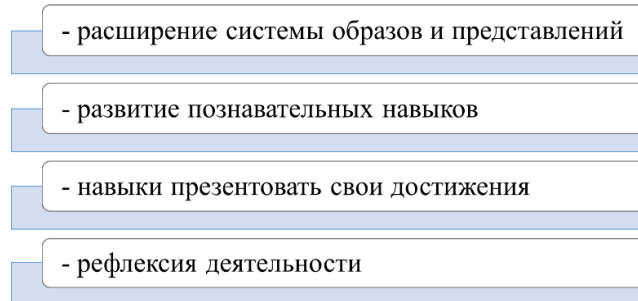 - расширение системы образов и представлений
- развитие познавательных навыков
- навыки презентовать свои достижения
- рефлексия деятельности